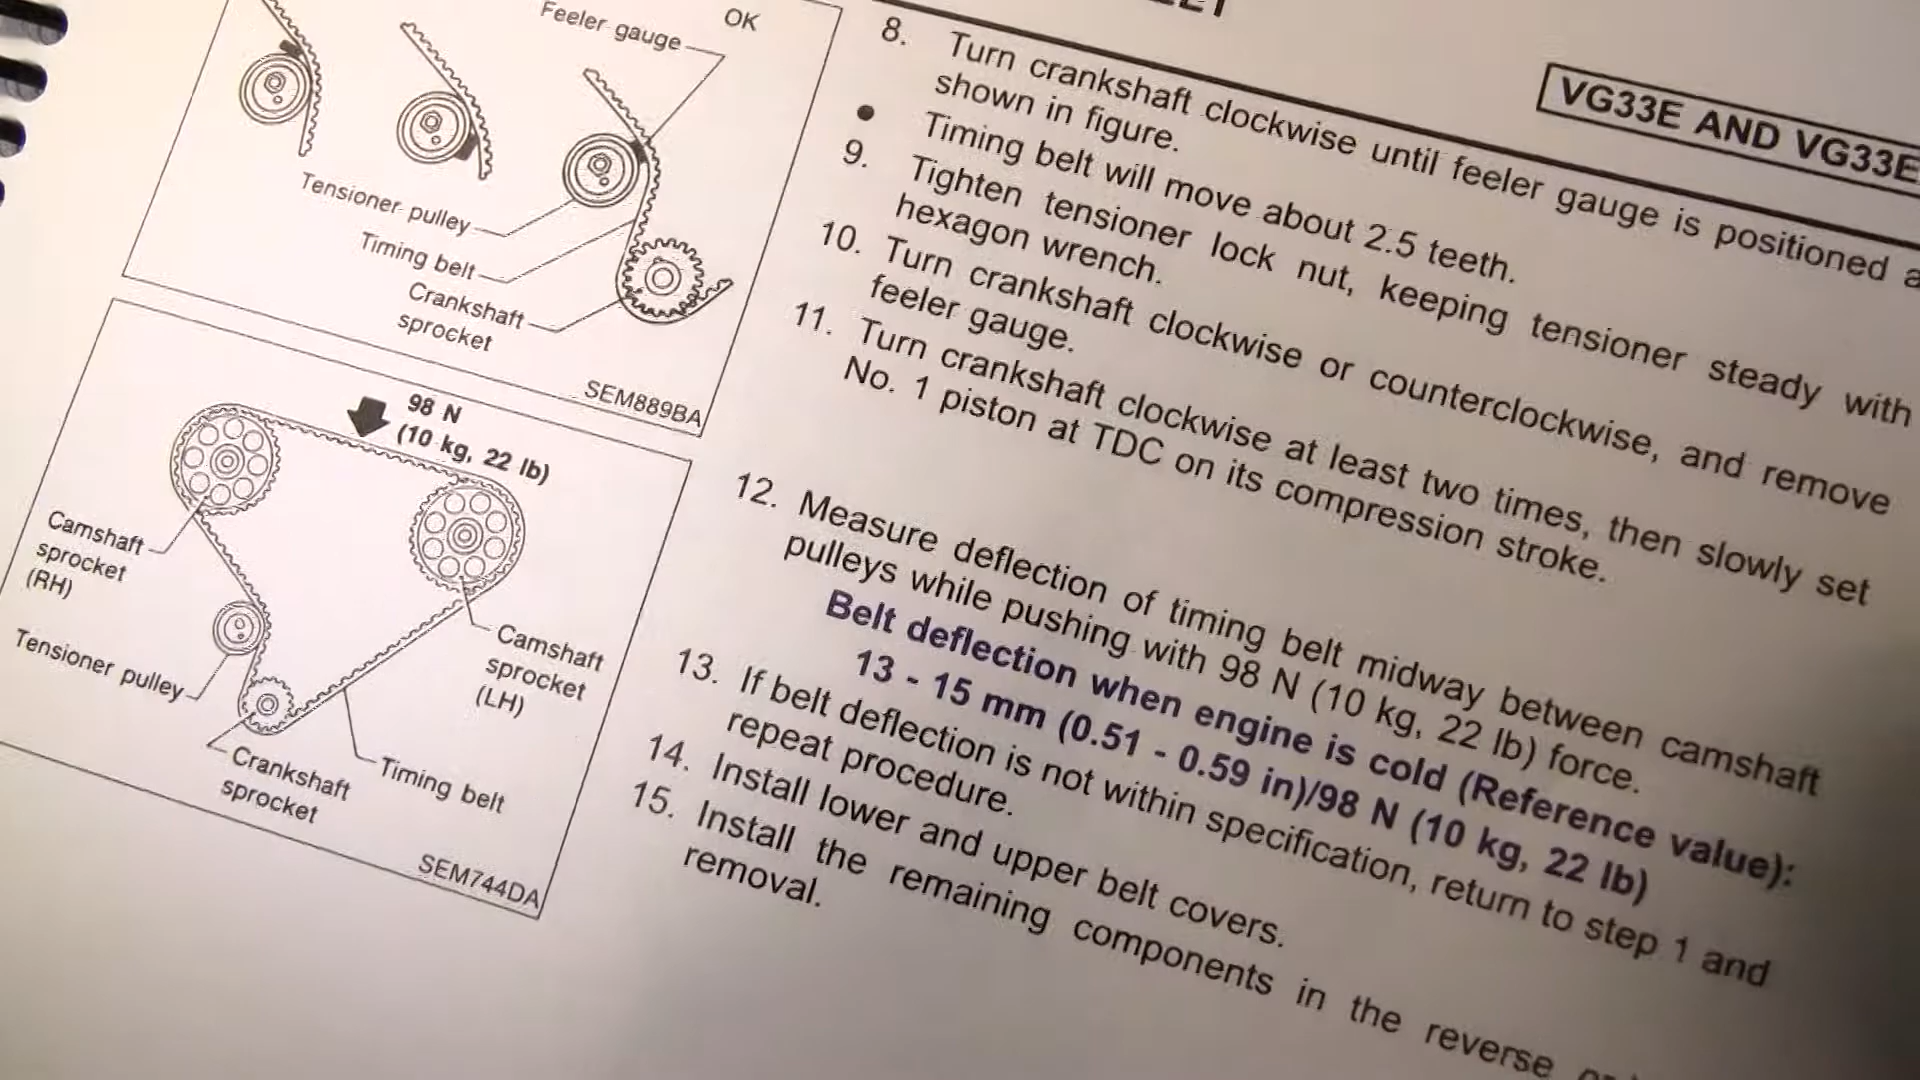 VG33E AND VG33E
OK
Feeler gauge
Tensioner pulley
Timing belt
Crankshaft
sprocket
SEM889BA
98 N
(10 kg, 22 lb)
Camshaft
sprocket
(RH)
Tensioner pulley
Camshaft
sprocket
(LH)
Crankshaft
sprocket
Timing belt
SEM744DA
8. Turn crankshaft clockwise until feeler gauge is positioned
shown in figure.
● Timing belt will move about 2.5 teeth.
9. Tighten tensioner lock nut, keeping tensioner steady with
hexagon wrench.
10. Turn crankshaft clockwise or counterclockwise, and remove
feeler gauge.
11. Turn crankshaft clockwise at least two times, then slowly set
No. 1 piston at TDC on its compression stroke.
12. Measure deflection of timing belt midway between camshaft
pulleys while pushing with 98 N (10 kg, 22 lb) force.
Belt deflection when engine is cold (Reference value):
13 - 15 mm (0.51 - 0.59 in)/98 N (10 kg, 22 lb)
13. If belt deflection is not within specification, return to step 1 and
repeat procedure.
14. Install lower and upper belt covers.
15. Install the remaining components in the reverse
removal.